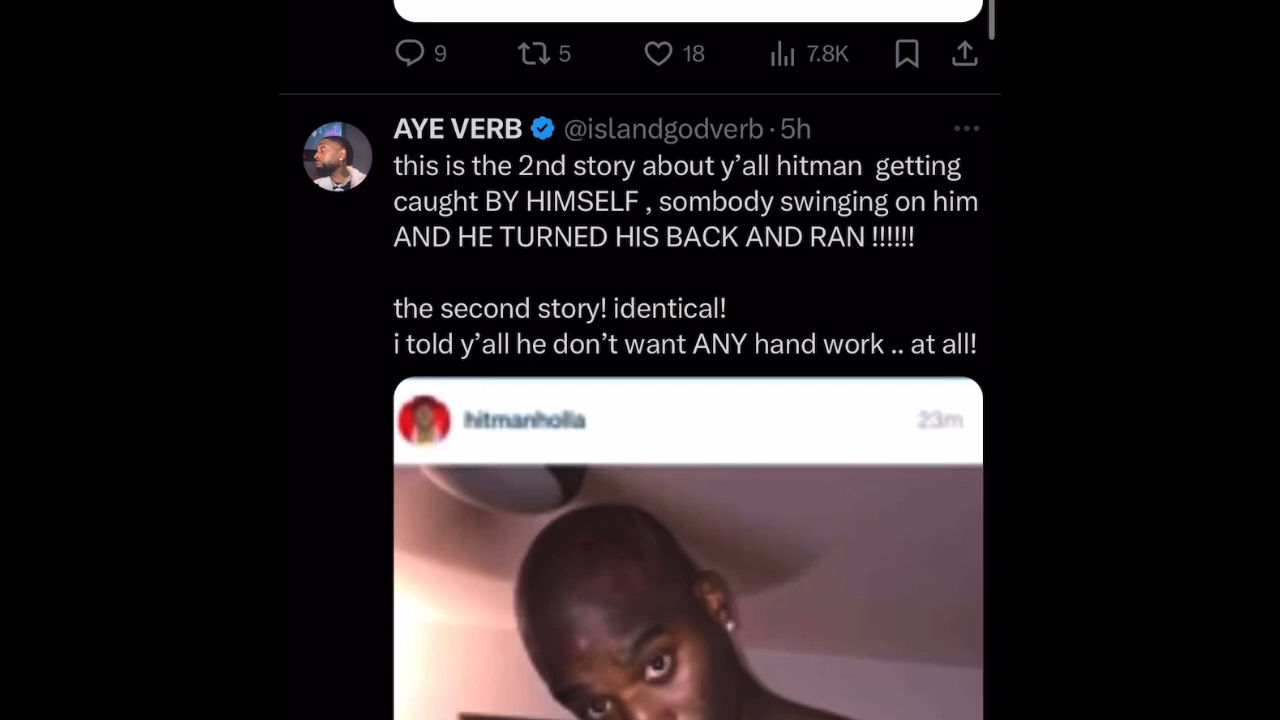 9 5 18 7.8K
AYE VERB @islandgodverb · 5h
this is the 2nd story about y’all hitman getting
caught BY HIMSELF , sombody swinging on him
AND HE TURNED HIS BACK AND RAN !!!!!!
the second story! identical!
i told y’all he don’t want ANY hand work .. at all!
hitmanholla 23m